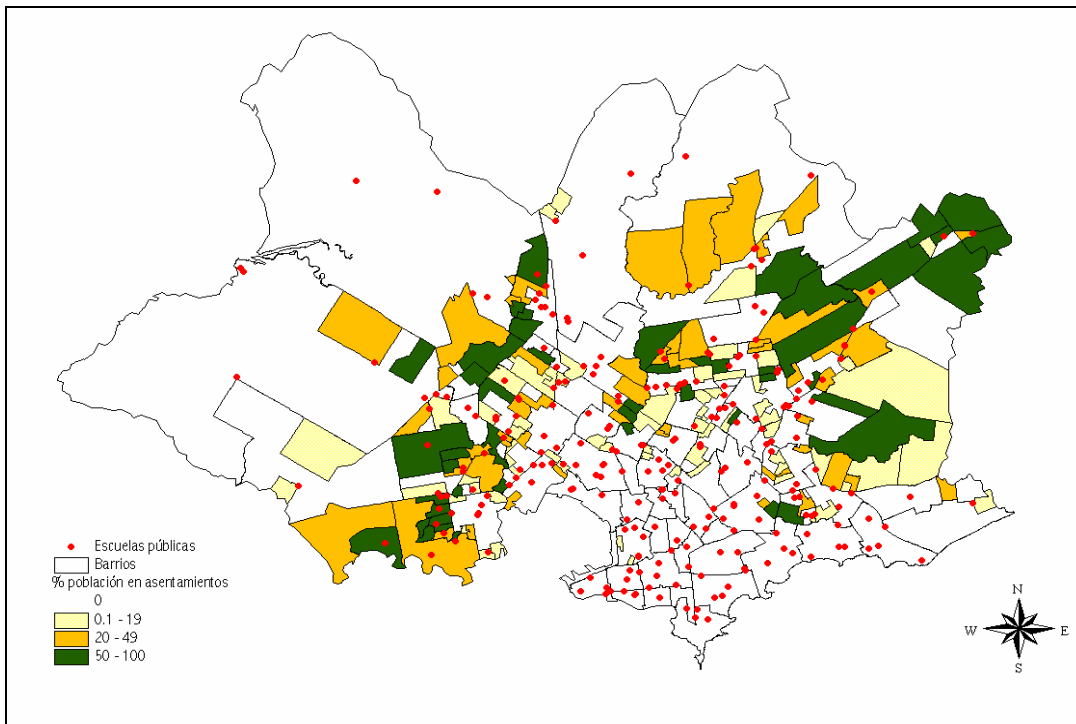 Escuelas públicas
Barrios
% población en asentamientos
0
0.1 - 19
20 - 49
50 - 100
N
W E
S